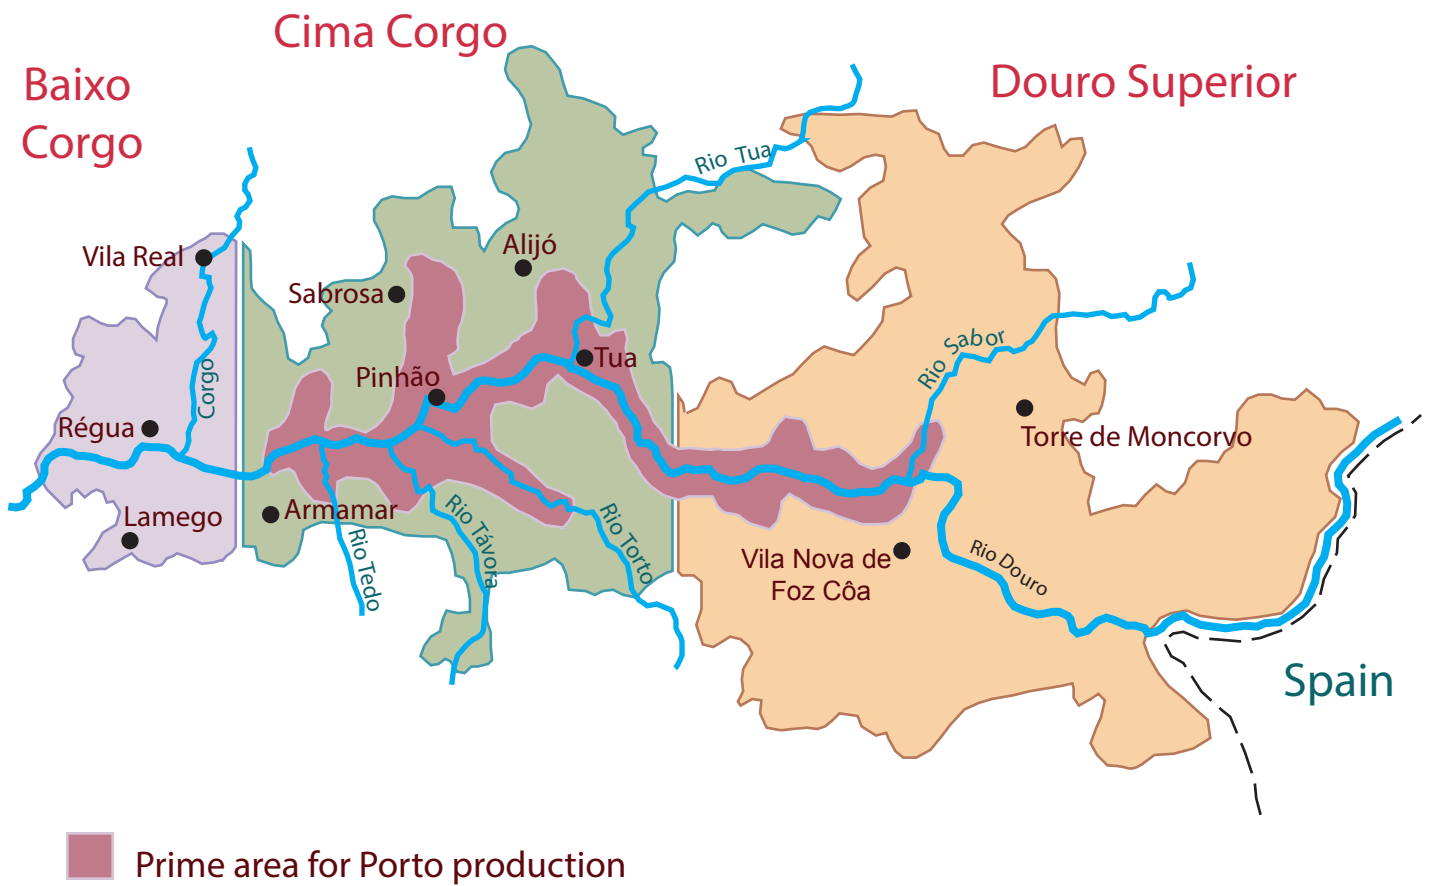 Cima Corgo
Baixo
Corgo
Douro Superior
Rio Tua
Vila Real
Alijó
Sabrosa
Rio Sabor
Tua
Pinhão
Corgo
Régua
Torre de Moncorvo
Lamego
Armamar
Rio Tedo
Rio Távora
Rio Torto
Vila Nova de
Foz Côa
Rio Douro
Spain
Prime area for Porto production